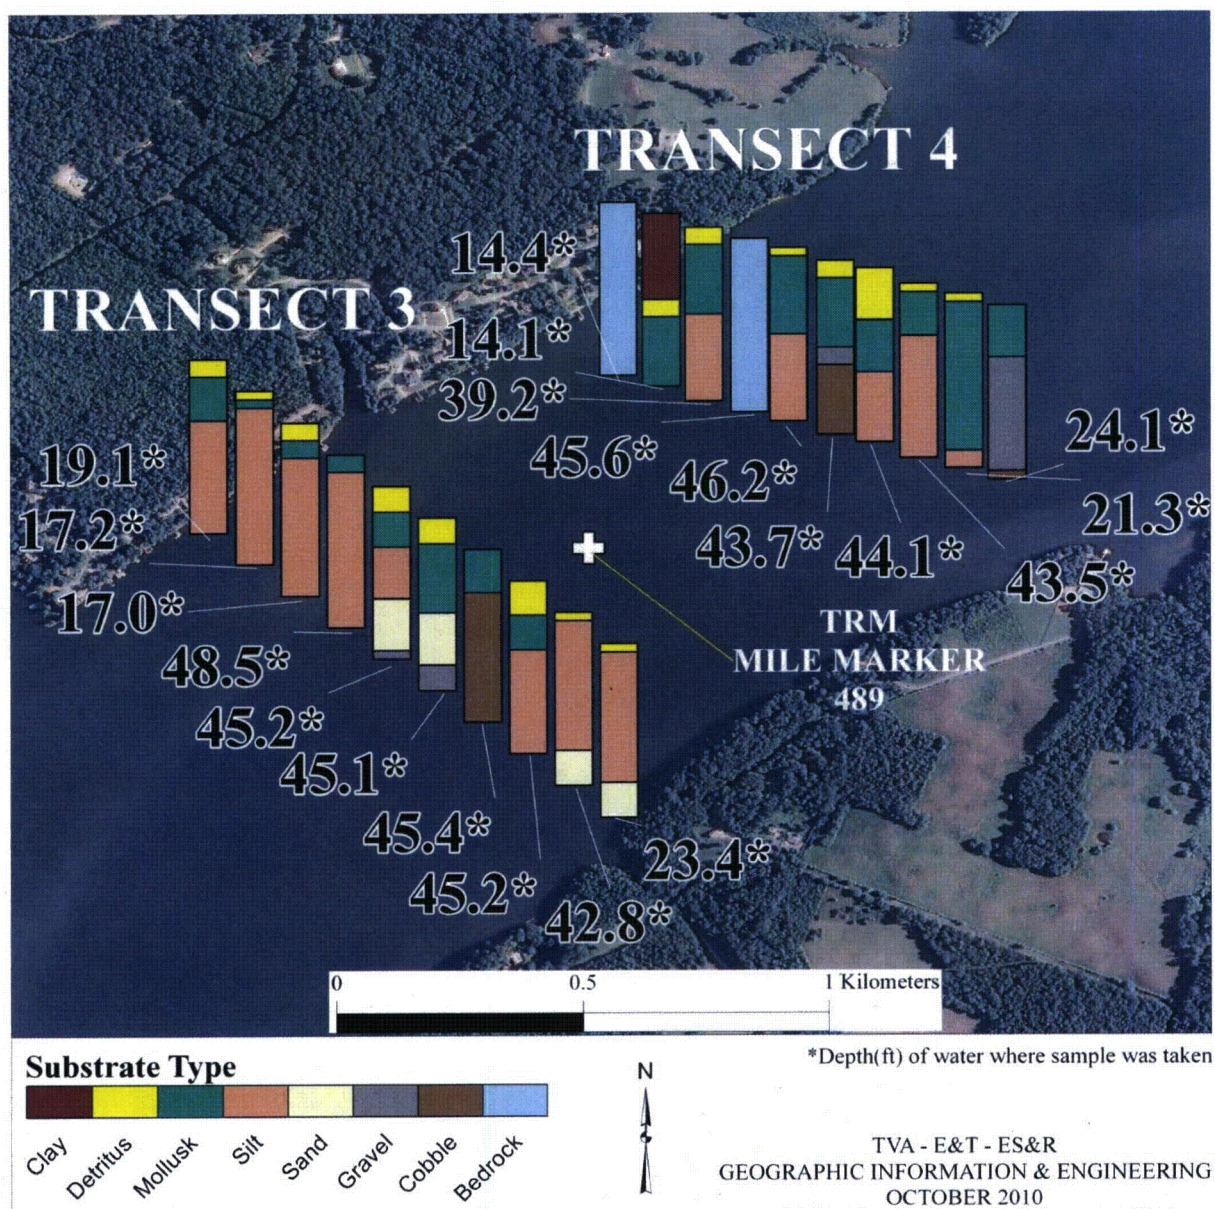 TRANSECT 4
14.4*
TRANSECT 3
14.1*
39.2*
24.1*
45.6*
19.1*
46.2*
21.3*
17.2*
43.7*
44.1*
43.5*
17.0*
TRM
MILE MARKER
489
48.5*
45.2*
45.1*
45.4*
23.4*
45.2*
42.8*
0 0.5 1 Kilometers
*Depth(ft) of water where sample was taken
Substrate Type
Clay
Detritus
Mollusk
Silt
Sand
Gravel
Cobble
Bedrock
N
TVA - E&T - ES&R
GEOGRAPHIC INFORMATION & ENGINEERING
OCTOBER 2010